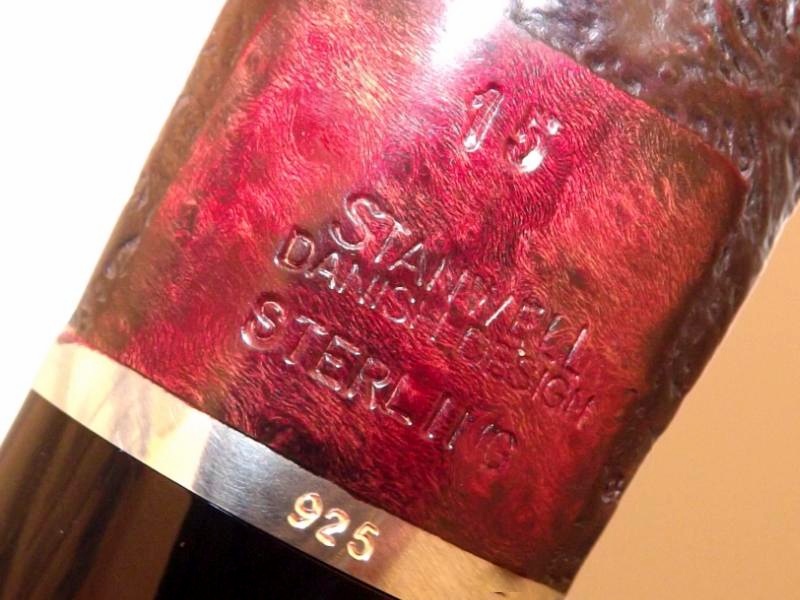 15
STANWELL
DANISH DESIGN
STERLING
925